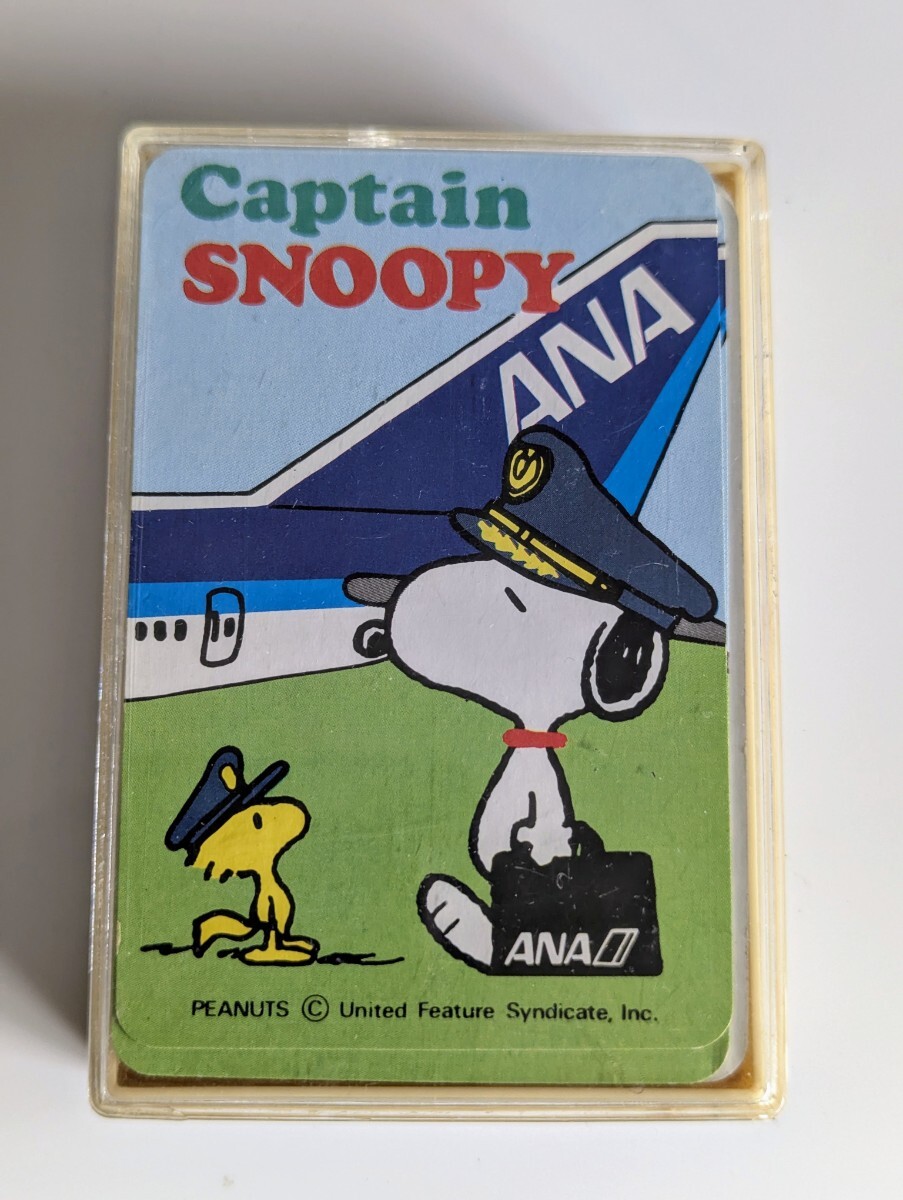 Captain
SNOOPY
ANA
ANA
PEANUTS © United Feature Syndicate, Inc.